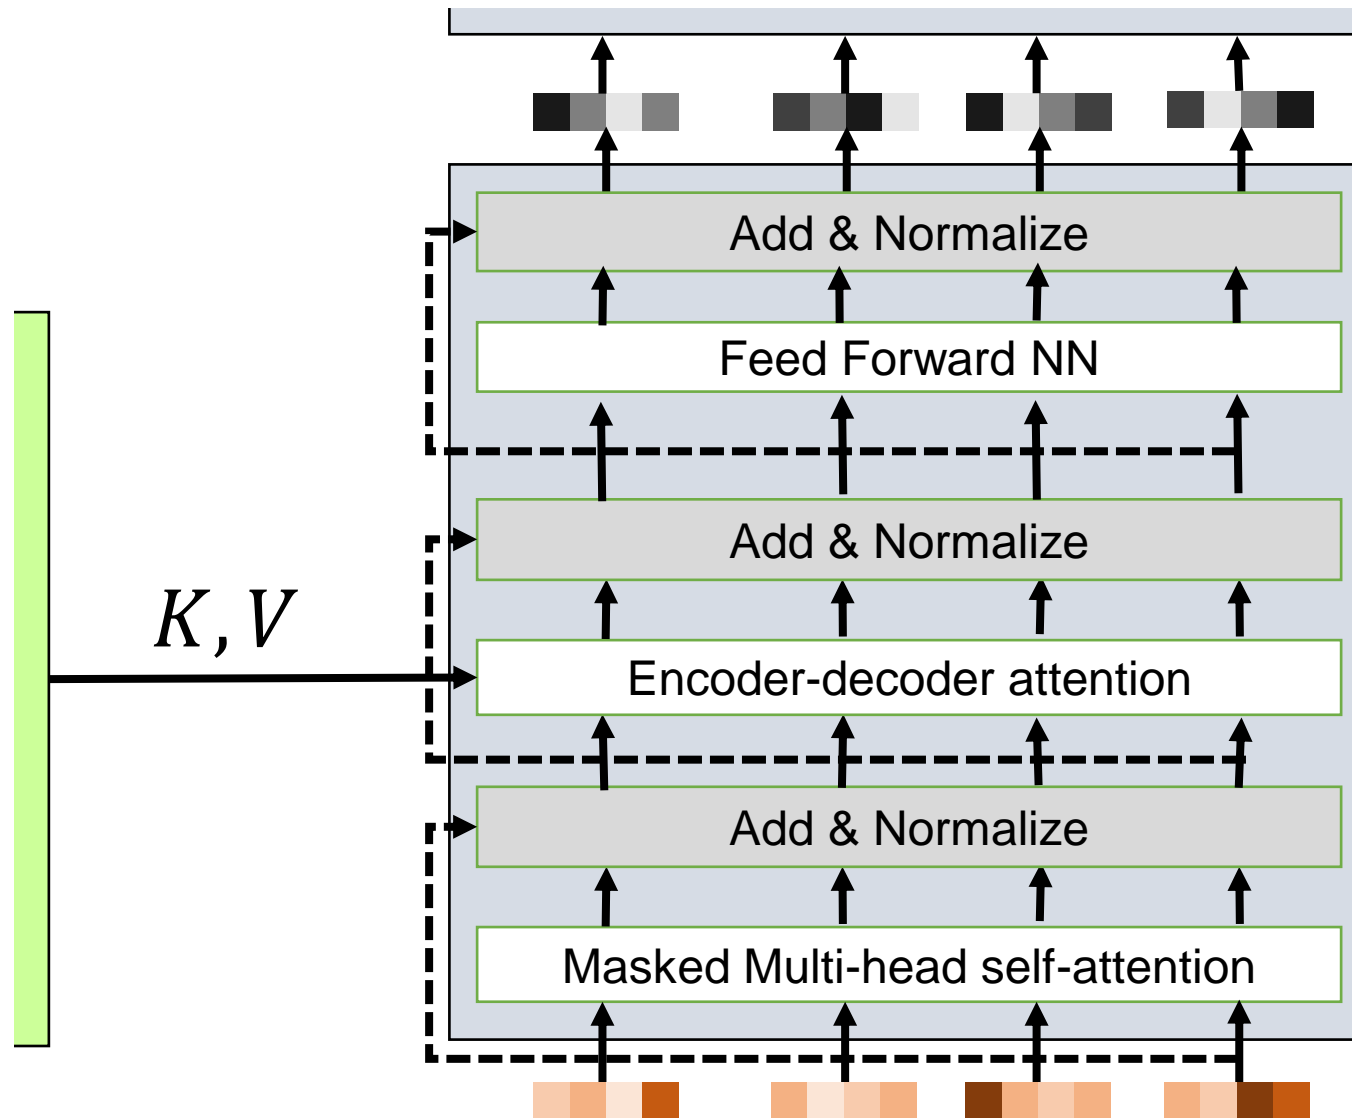 Add & Normalize
Feed Forward NN
Add & Normalize
K, V
Encoder-decoder attention
Add & Normalize
Masked Multi-head self-attention